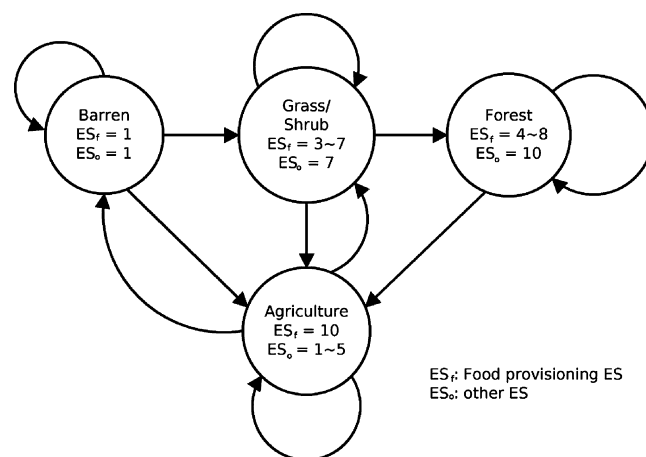 Barren
ESf = 1
ESo = 1
Grass/
Shrub
ESf = 3~7
ESo = 7
Forest
ESf = 4~8
ESo = 10
Agriculture
ESf = 10
ESo = 1~5
ESf: Food provisioning ES
ESo: other ES